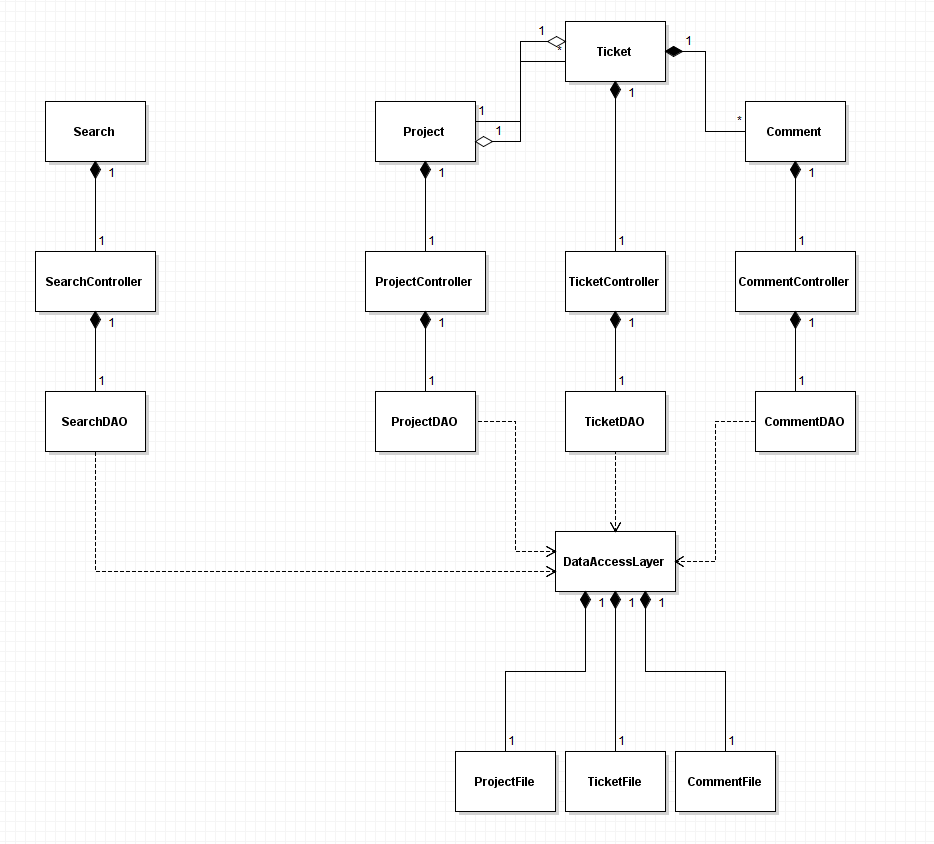 1
*
Ticket
1
1
1
1
Search
Project
*
Comment
1
1
1
1
1
1
1
SearchController
ProjectController
TicketController
CommentController
1
1
1
1
1
1
1
1
SearchDAO
ProjectDAO
TicketDAO
CommentDAO
DataAccessLayer
1
1
1
1
1
1
ProjectFile
TicketFile
CommentFile